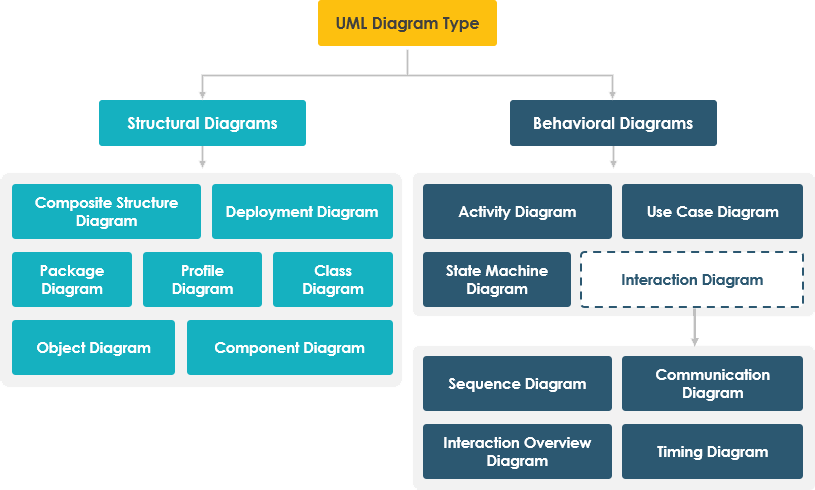 UML Diagram Type
Structural Diagrams
Behavioral Diagrams
Composite Structure
Diagram
Deployment Diagram
Package
Diagram
Profile
Diagram
Class
Diagram
Object Diagram
Component Diagram
Activity Diagram
Use Case Diagram
State Machine
Diagram
Interaction Diagram
Sequence Diagram
Communication
Diagram
Interaction Overview
Diagram
Timing Diagram